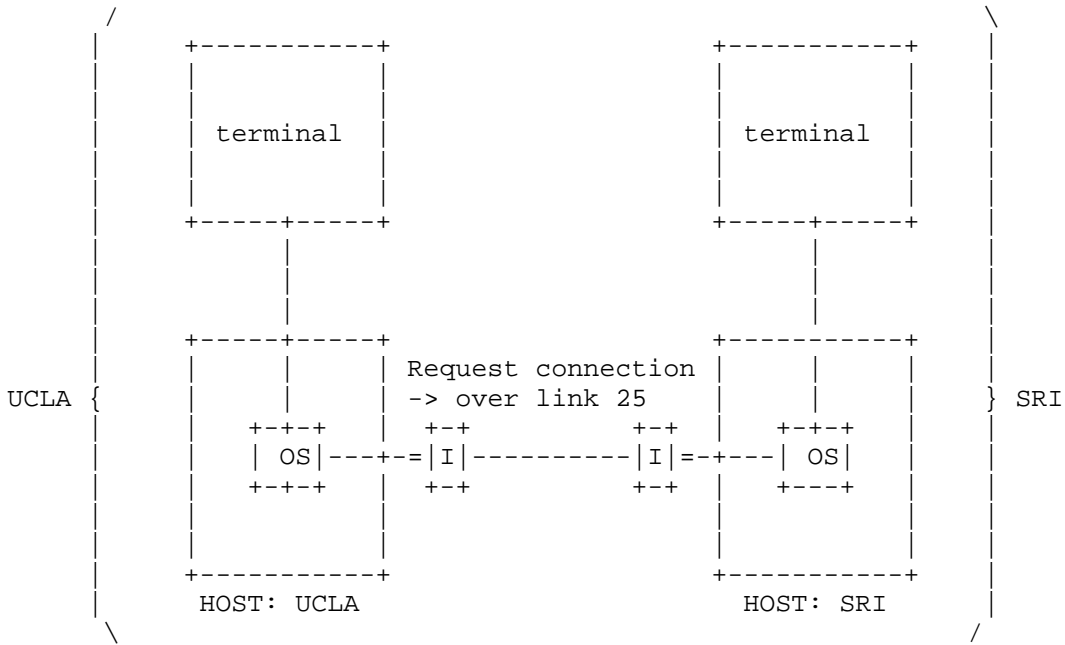 terminal terminal
Request connection
UCLA { -> over link 25 } SRI
OS I I OS
HOST: UCLA HOST: SRI